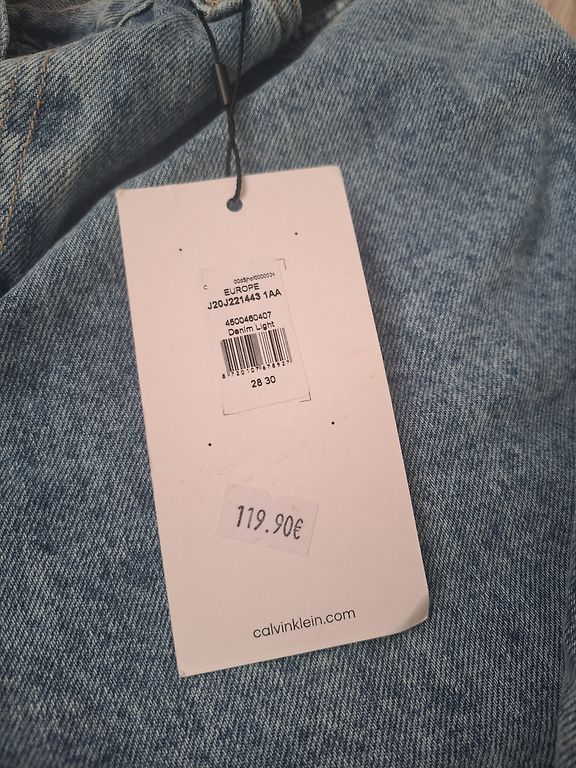 EUROPE
J20J221443 1AA
4500460407
Denim Light
28 30
119.90€
calvinklein.com